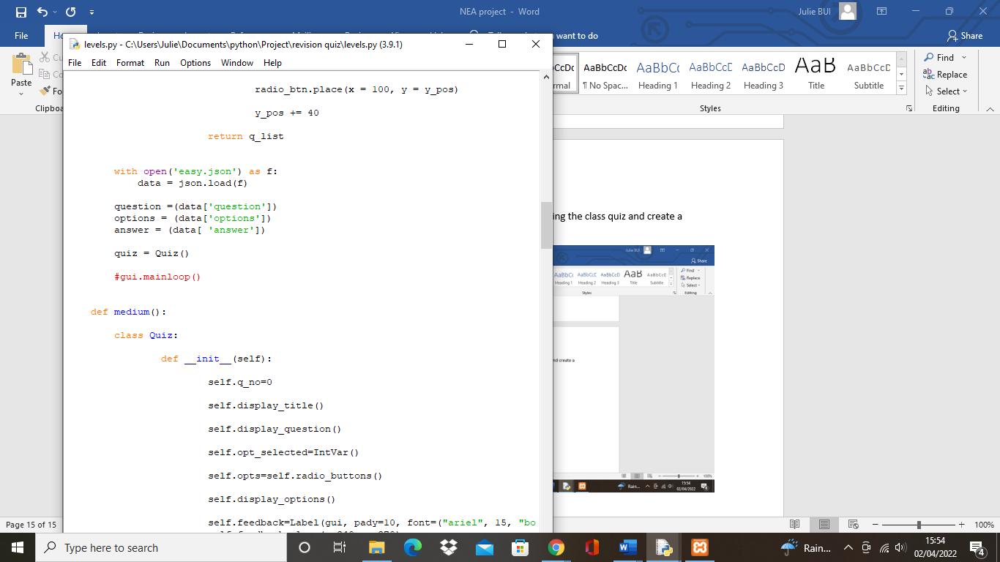 NEA project - Word
Julie BUI
File
want to do
Share
levels.py - C:\Users\Julie\Documents\python\Project\revision quiz\levels.py (3.9.1)
File Edit Format Run Options Window Help
Paste
Cu
Co
Fo
Clipboa
AaBbCcDc
¶ No Spac...
AaBbCc
Heading 1
AaBbCcD
Heading 2
AaBbCcD
Heading 3
AaB
Title
AaBbCcD
Subtitle
Styles
Find
Replace
Select
Editing
radio_btn.place(x = 100, y = y_pos)
y_pos += 40
return q_list
with open('easy.json') as f:
data = json.load(f)
question =(data['question'])
options = (data['options'])
answer = (data[ 'answer'])
quiz = Quiz()
#gui.mainloop()
def medium():
class Quiz:
def __init__(self):
self.q_no=0
self.display_title()
self.display_question()
self.opt_selected=IntVar()
self.opts=self.radio_buttons()
self.display_options()
self.feedback=Label(gui, pady=10, font=("ariel", 15, "bo
ing the class quiz and create a
Julie BUI
Share
AaBbCc
Heading 1
AaBbCcD
Heading 2
AaBbCcD
Heading 3
AaB
Title
AaBbCcD
Subtitle
Styles
Find
Replace
Select
Editing
nd create a
100%
Rain...
15:54
02/04/2022
Page 15 of 15
100%
Type here to search
Rain...
15:54
02/04/2022
4